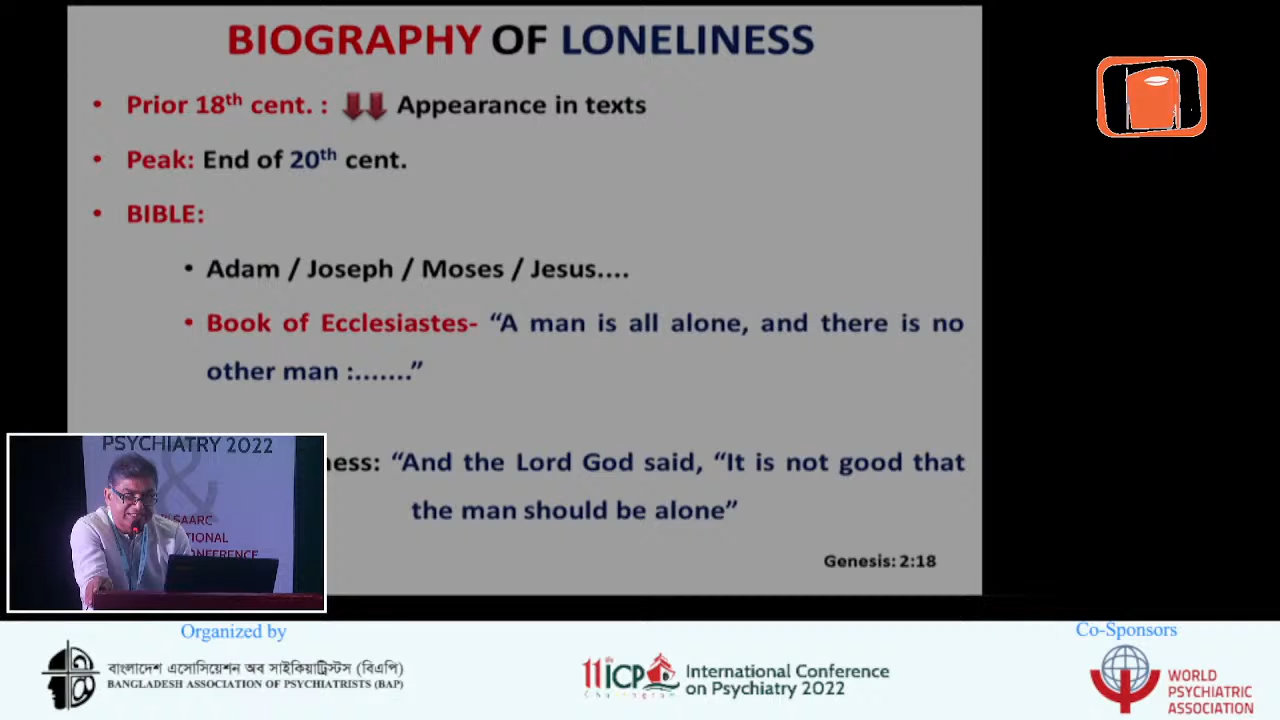 BIOGRAPHY OF LONELINESS
• Prior 18th cent. : Appearance in texts
• Peak: End of 20th cent.
• BIBLE:
• Adam / Joseph / Moses / Jesus....
• Book of Ecclesiastes- “A man is all alone, and there is no
other man :.......”
ness: “And the Lord God said, “It is not good that
the man should be alone”
Genesis: 2:18
PSYCHIATRY 2022
SAARC
TIONAL
ONFERENCE
Organized by
বাংলাদেশ এসোসিয়েশন অব সাইকিয়াট্রিস্টস (বিএপি)
BANGLADESH ASSOCIATION OF PSYCHIATRISTS (BAP)
11 ICP
International Conference
on Psychiatry 2022
Co-Sponsors
WORLD
PSYCHIATRIC
ASSOCIATION